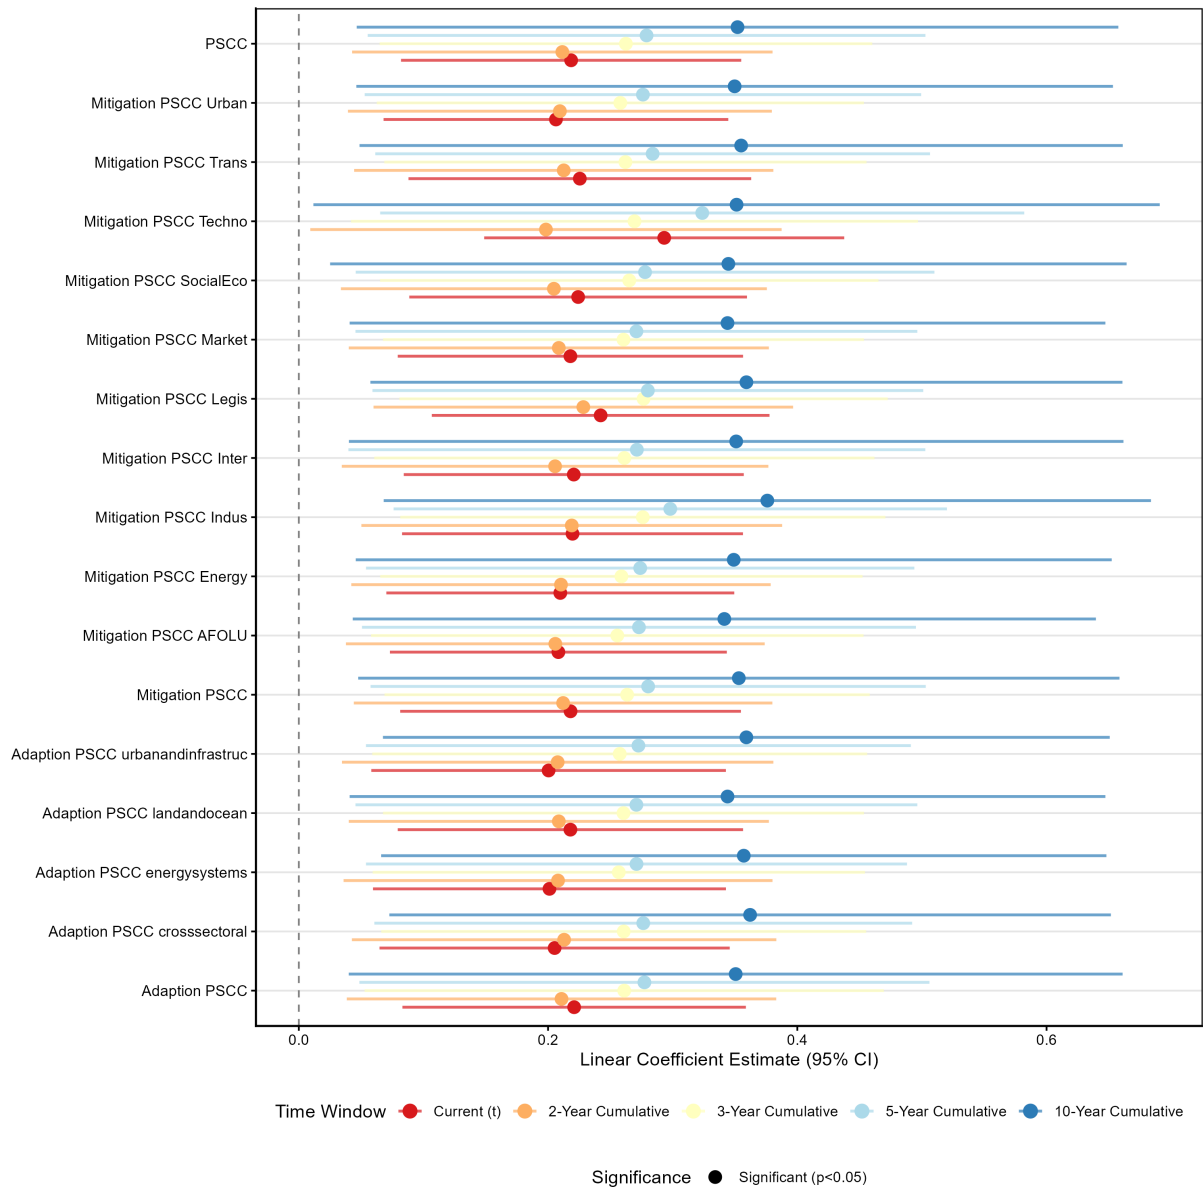 PSCC
Mitigation PSCC Urban
Mitigation PSCC Trans
Mitigation PSCC Techno
Mitigation PSCC SocialEco
Mitigation PSCC Market
Mitigation PSCC Legis
Mitigation PSCC Inter
Mitigation PSCC Indus
Mitigation PSCC Energy
Mitigation PSCC AFOLU
Mitigation PSCC
Adaption PSCC urbanandinfrastruc
Adaption PSCC landandocean
Adaption PSCC energysystems
Adaption PSCC crosssectoral
Adaption PSCC
0.0 0.2 0.4 0.6
Linear Coefficient Estimate (95% CI)
Time Window Current (t) 2-Year Cumulative 3-Year Cumulative 5-Year Cumulative 10-Year Cumulative
Significance Significant (p<0.05)